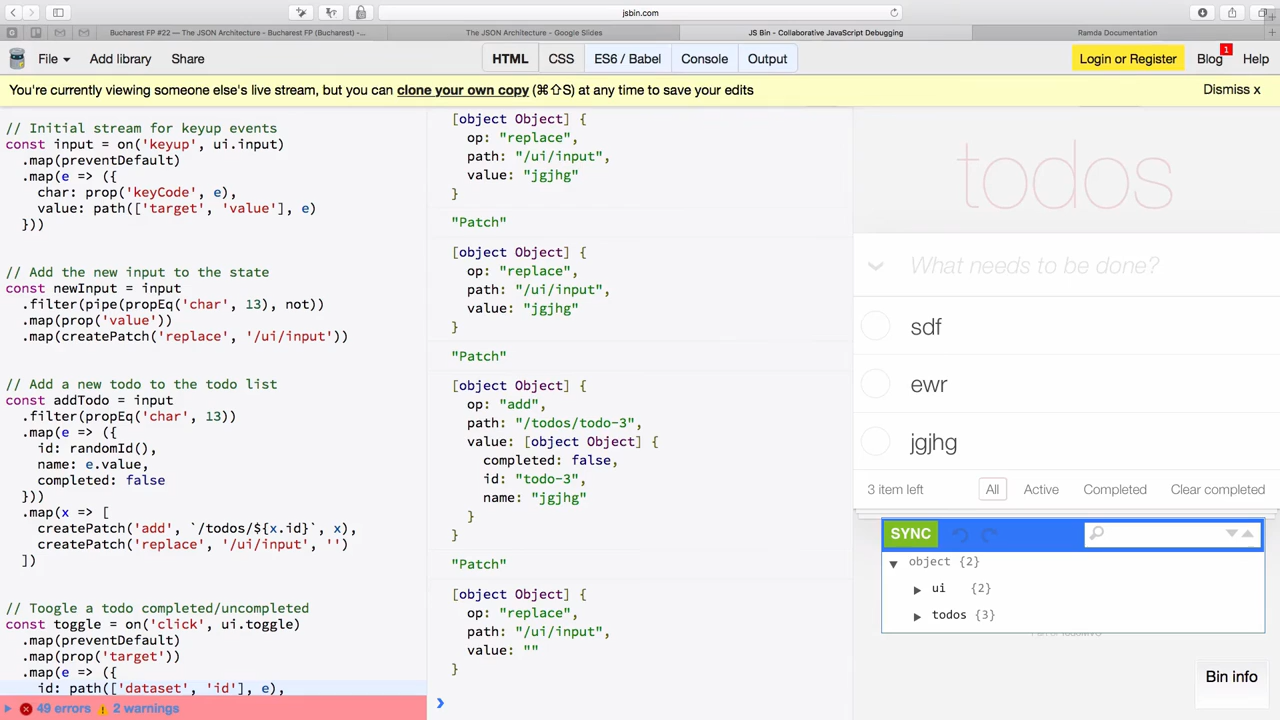 jsbin.com
Bucharest FP #22 — The JSON Architecture - Bucharest FP (Bucharest) -...
The JSON Architecture - Google Slides
JS Bin - Collaborative JavaScript Debugging
Ramda Documentation
File
Add library
Share
HTML
CSS
ES6 / Babel
Console
Output
Login or Register
Blog
1
Help
You're currently viewing someone else's live stream, but you can clone your own copy (⌘⇧S) at any time to save your edits
Dismiss x
// Initial stream for keyup events
const input = on('keyup', ui.input)
.map(preventDefault)
.map(e => ({
char: prop('keyCode', e),
value: path(['target', 'value'], e)
}))
// Add the new input to the state
const newInput = input
.filter(pipe(propEq('char', 13), not))
.map(prop('value'))
.map(createPatch('replace', '/ui/input'))
// Add a new todo to the todo list
const addTodo = input
.filter(propEq('char', 13))
.map(e => ({
id: randomId(),
name: e.value,
completed: false
}))
.map(x => [
createPatch('add', `/todos/${x.id}`, x),
createPatch('replace', '/ui/input', '')
])
// Toogle a todo completed/uncompleted
const toggle = on('click', ui.toggle)
.map(preventDefault)
.map(prop('target'))
.map(e => ({
id: path(['dataset', 'id'], e),
49 errors
2 warnings
[object Object] {
op: "replace",
path: "/ui/input",
value: "jgjhg"
}
"Patch"
[object Object] {
op: "replace",
path: "/ui/input",
value: "jgjhg"
}
"Patch"
[object Object] {
op: "add",
path: "/todos/todo-3",
value: [object Object] {
completed: false,
id: "todo-3",
name: "jgjhg"
}
}
"Patch"
[object Object] {
op: "replace",
path: "/ui/input",
value: ""
}
todos
What needs to be done?
sdf
ewr
jgjhg
3 item left
All
Active
Completed
Clear completed
SYNC
object {2}
ui {2}
todos {3}
Bin info